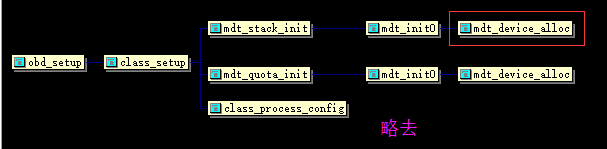 mdt_stack_init mdt_init0 mdt_device_alloc
obd_setup class_setup
mdt_quota_init mdt_init0 mdt_device_alloc
class_process_config
略去